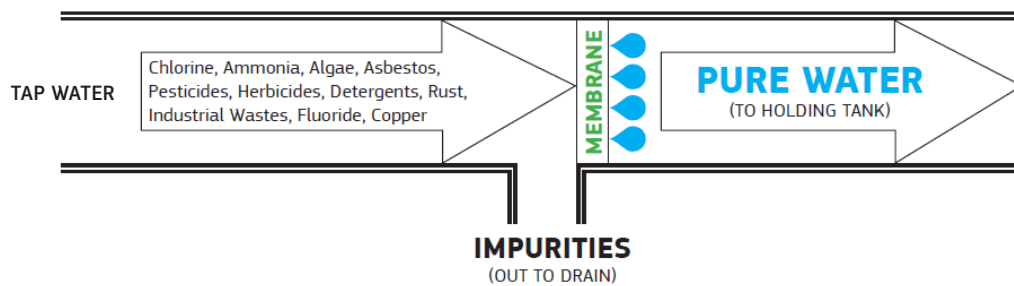 TAP WATER
Chlorine, Ammonia, Algae, Asbestos,
Pesticides, Herbicides, Detergents, Rust,
Industrial Wastes, Fluoride, Copper
MEMBRANE
PURE WATER
(TO HOLDING TANK)
IMPURITIES
(OUT TO DRAIN)